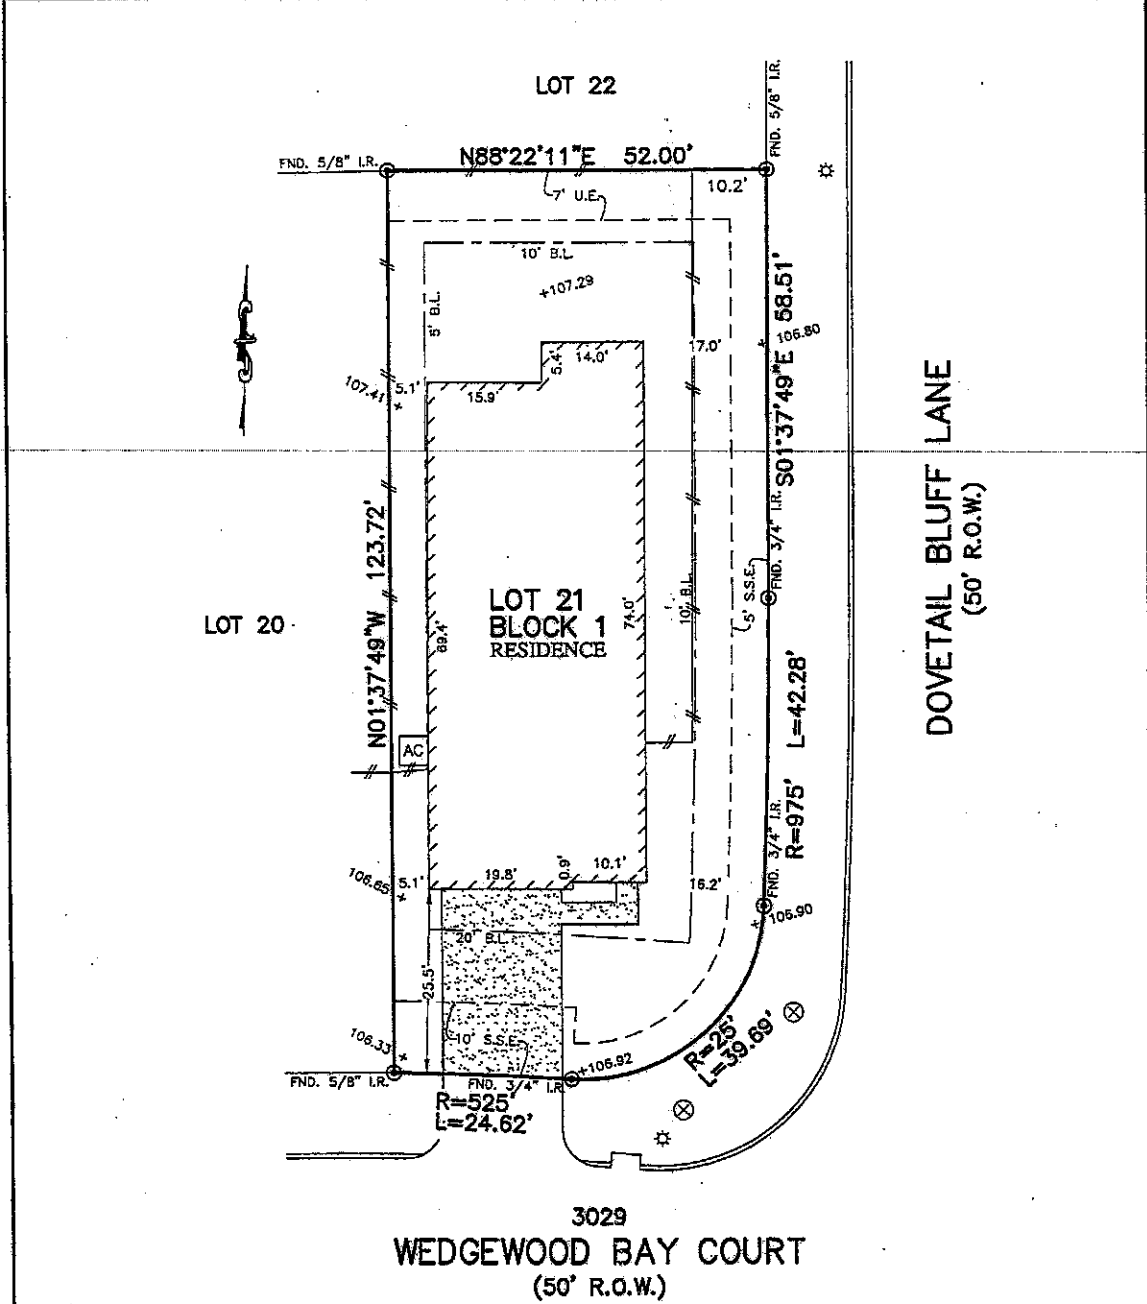 LOT 22
FND. 5/8" I.R.
FND. 5/8" I.R.
N88°22'11"E 52.00'
10.2'
7' U.E.
10' B.L.
+107.29
5' B.L.
S01°37'49"E 58.51'
106.80
17.0'
14.0'
5.4'
15.9'
107.41
5.1'
N01°37'49"W 123.72'
DOVETAIL BLUFF LANE
(50' R.O.W.)
FND. 3/4" I.R.
5' S.S.E.
LOT 20
LOT 21
BLOCK 1
RESIDENCE
69.4'
74.0'
10' B.L.
R=975' L=42.28'
AC
FND. 3/4" I.R.
106.65
5.1'
19.8'
0.9'
10.1'
16.2'
106.90
20' B.L.
25.5'
10' S.S.E.
106.33
+106.92
R=25'
L=39.69'
FND. 5/8" I.R.
FND. 3/4" I.R.
R=525'
L=24.62'
3029
WEDGEWOOD BAY COURT
(50' R.O.W.)